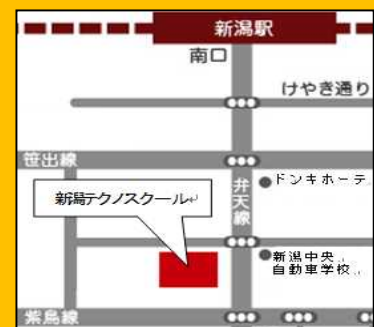 新潟駅
南口
けやき通り
笹出線
弁天線
ドンキホーテ
新潟テクノスクール
新潟中央
自動車学校
紫鳥線